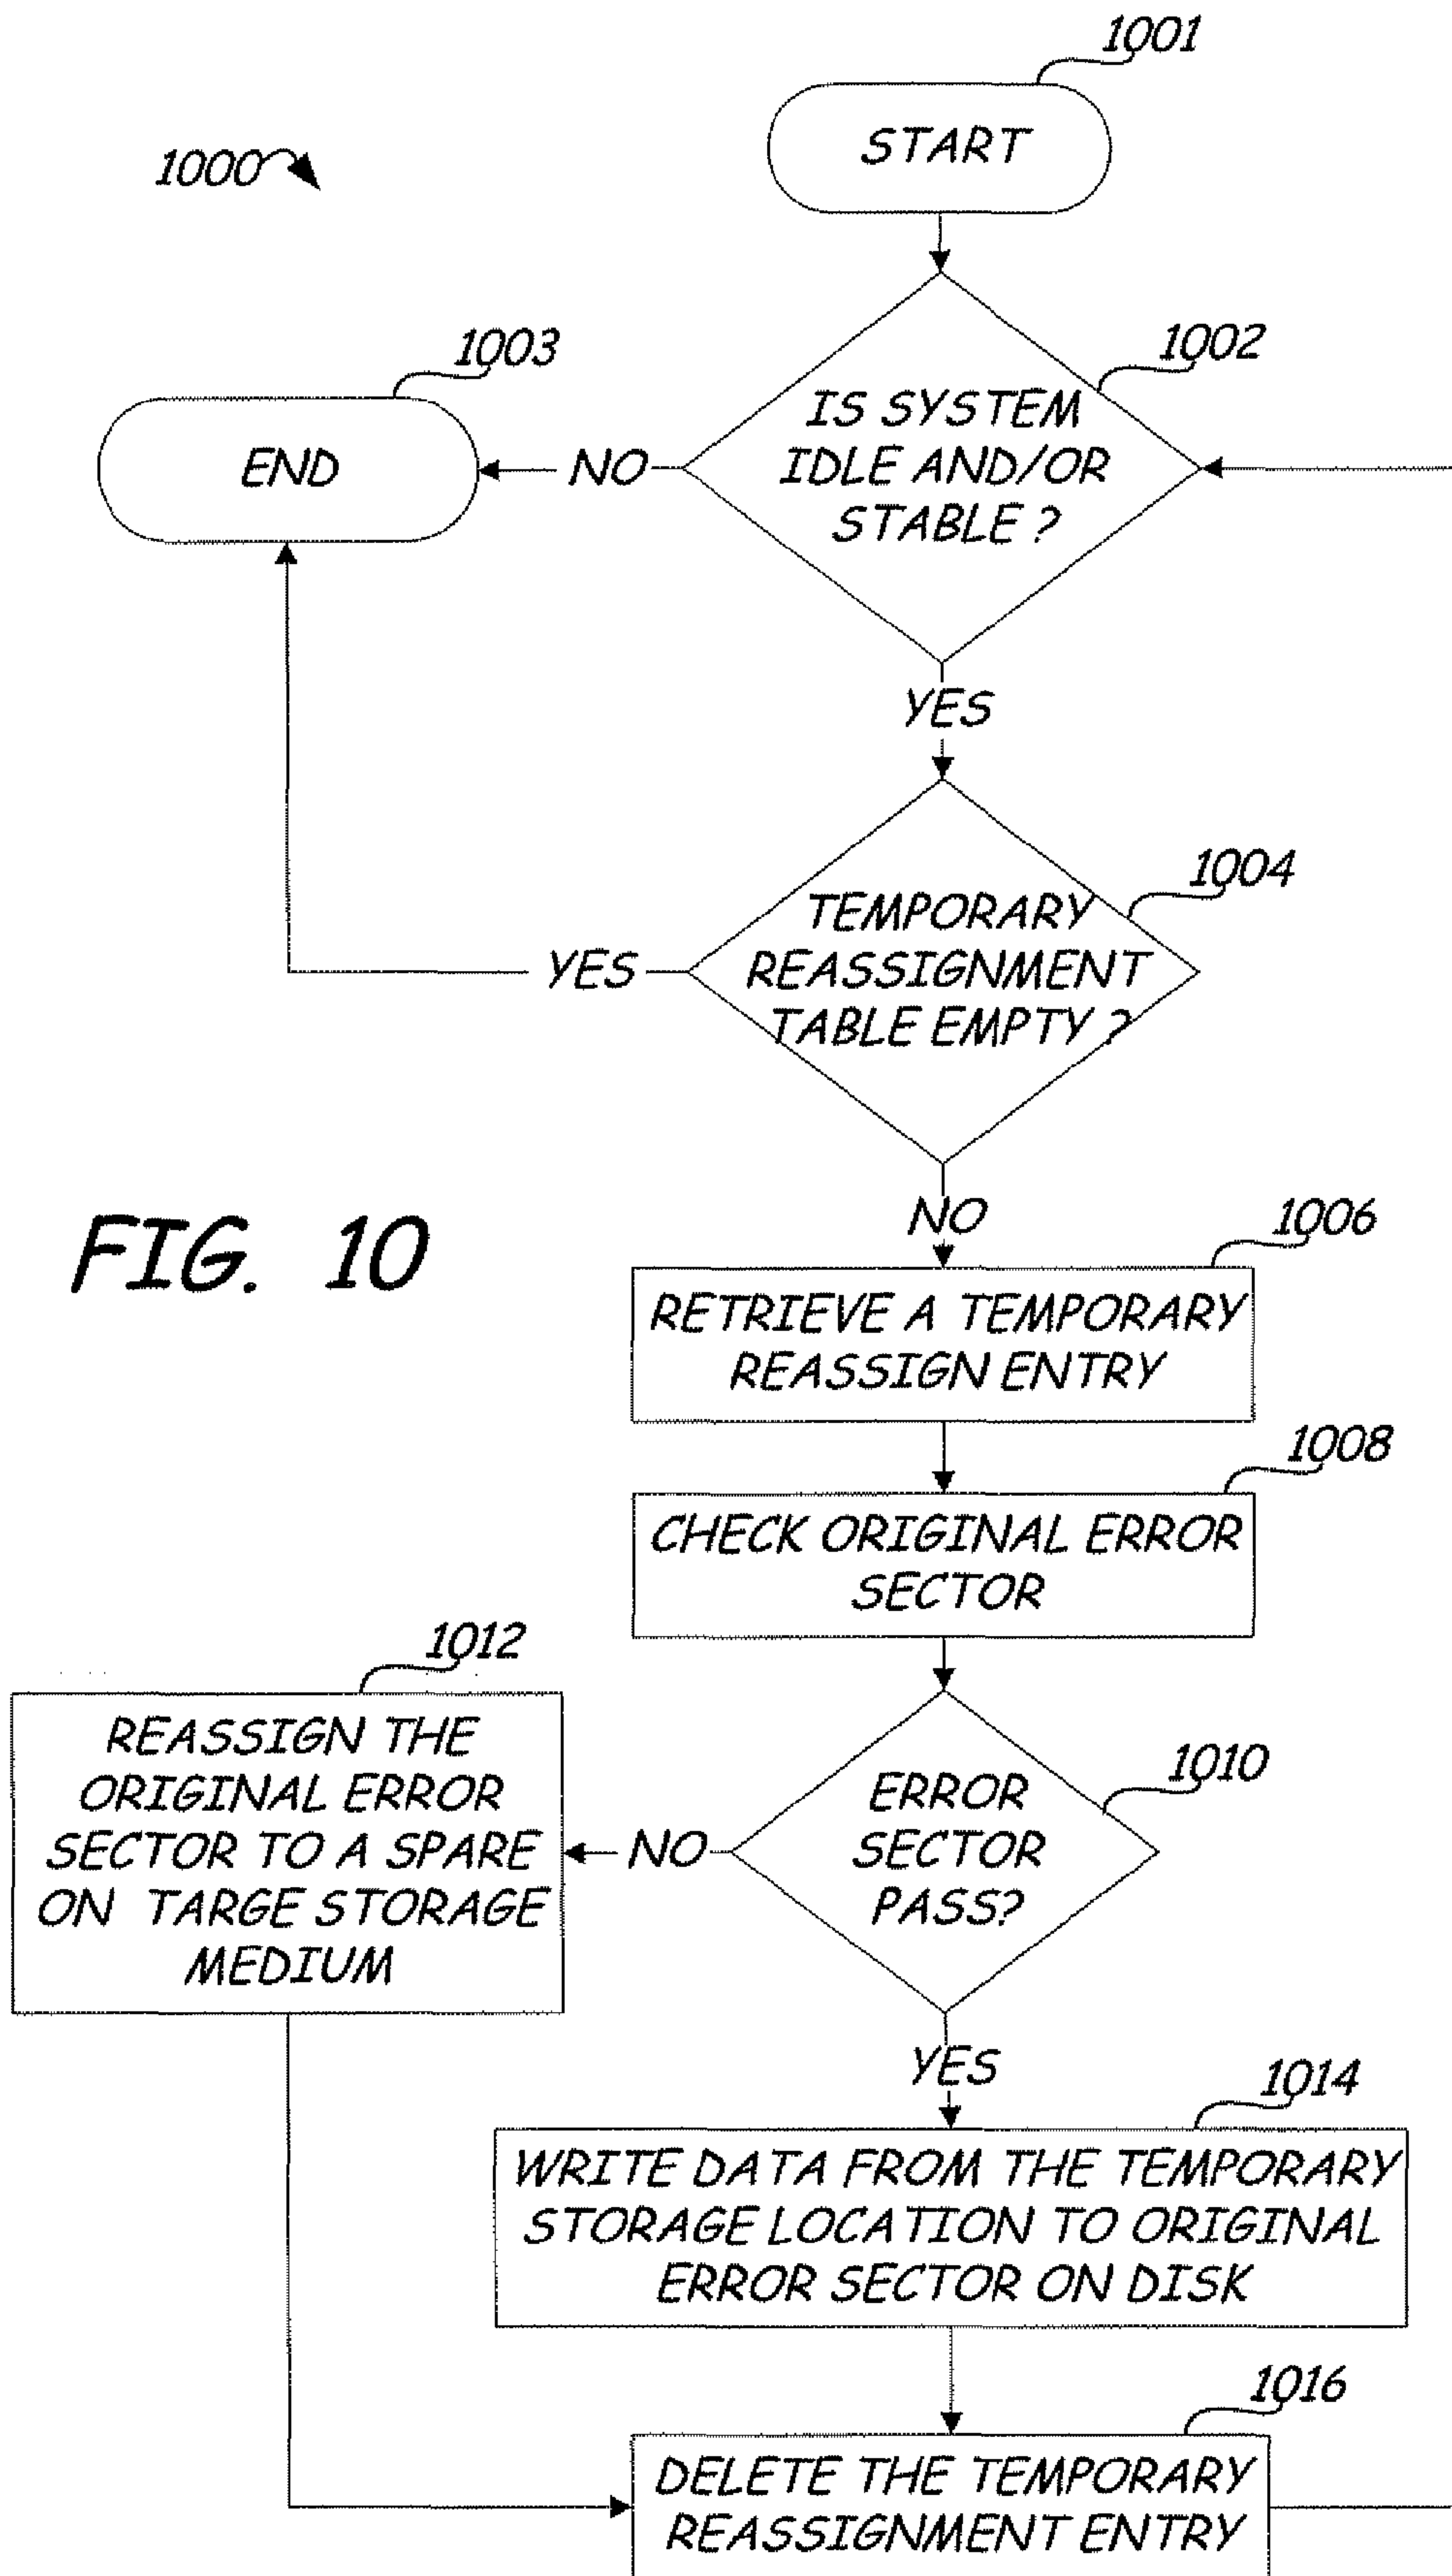 1001
START
1000
1003
1002
END
NO
IS SYSTEM
IDLE AND/OR
STABLE ?
YES
1004
YES
TEMPORARY
REASSIGNMENT
TABLE EMPTY ?
NO
FIG. 10
1006
RETRIEVE A TEMPORARY
REASSIGN ENTRY
1008
CHECK ORIGINAL ERROR
SECTOR
1012
REASSIGN THE
ORIGINAL ERROR
SECTOR TO A SPARE
ON TARGE STORAGE
MEDIUM
NO
1010
ERROR
SECTOR
PASS?
YES
1014
WRITE DATA FROM THE TEMPORARY
STORAGE LOCATION TO ORIGINAL
ERROR SECTOR ON DISK
1016
DELETE THE TEMPORARY
REASSIGNMENT ENTRY